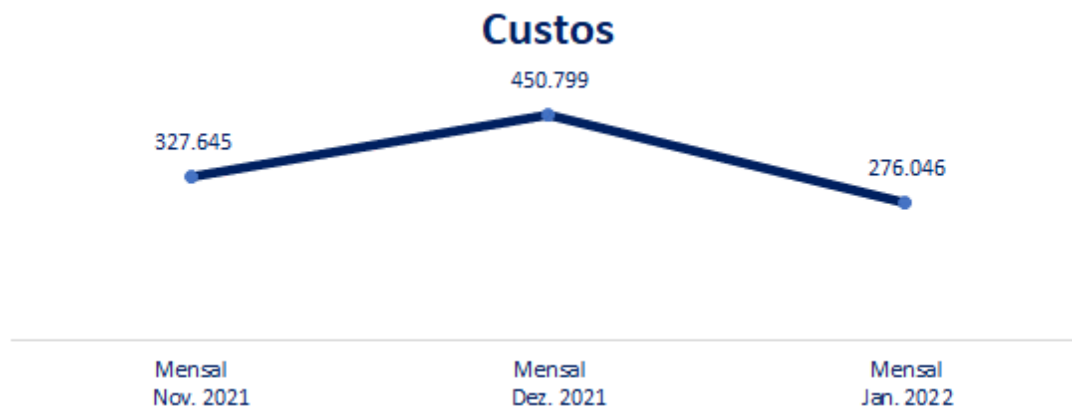 Custos
450.799
327.645
276.046
Mensal
Nov. 2021
Mensal
Dez. 2021
Mensal
Jan. 2022